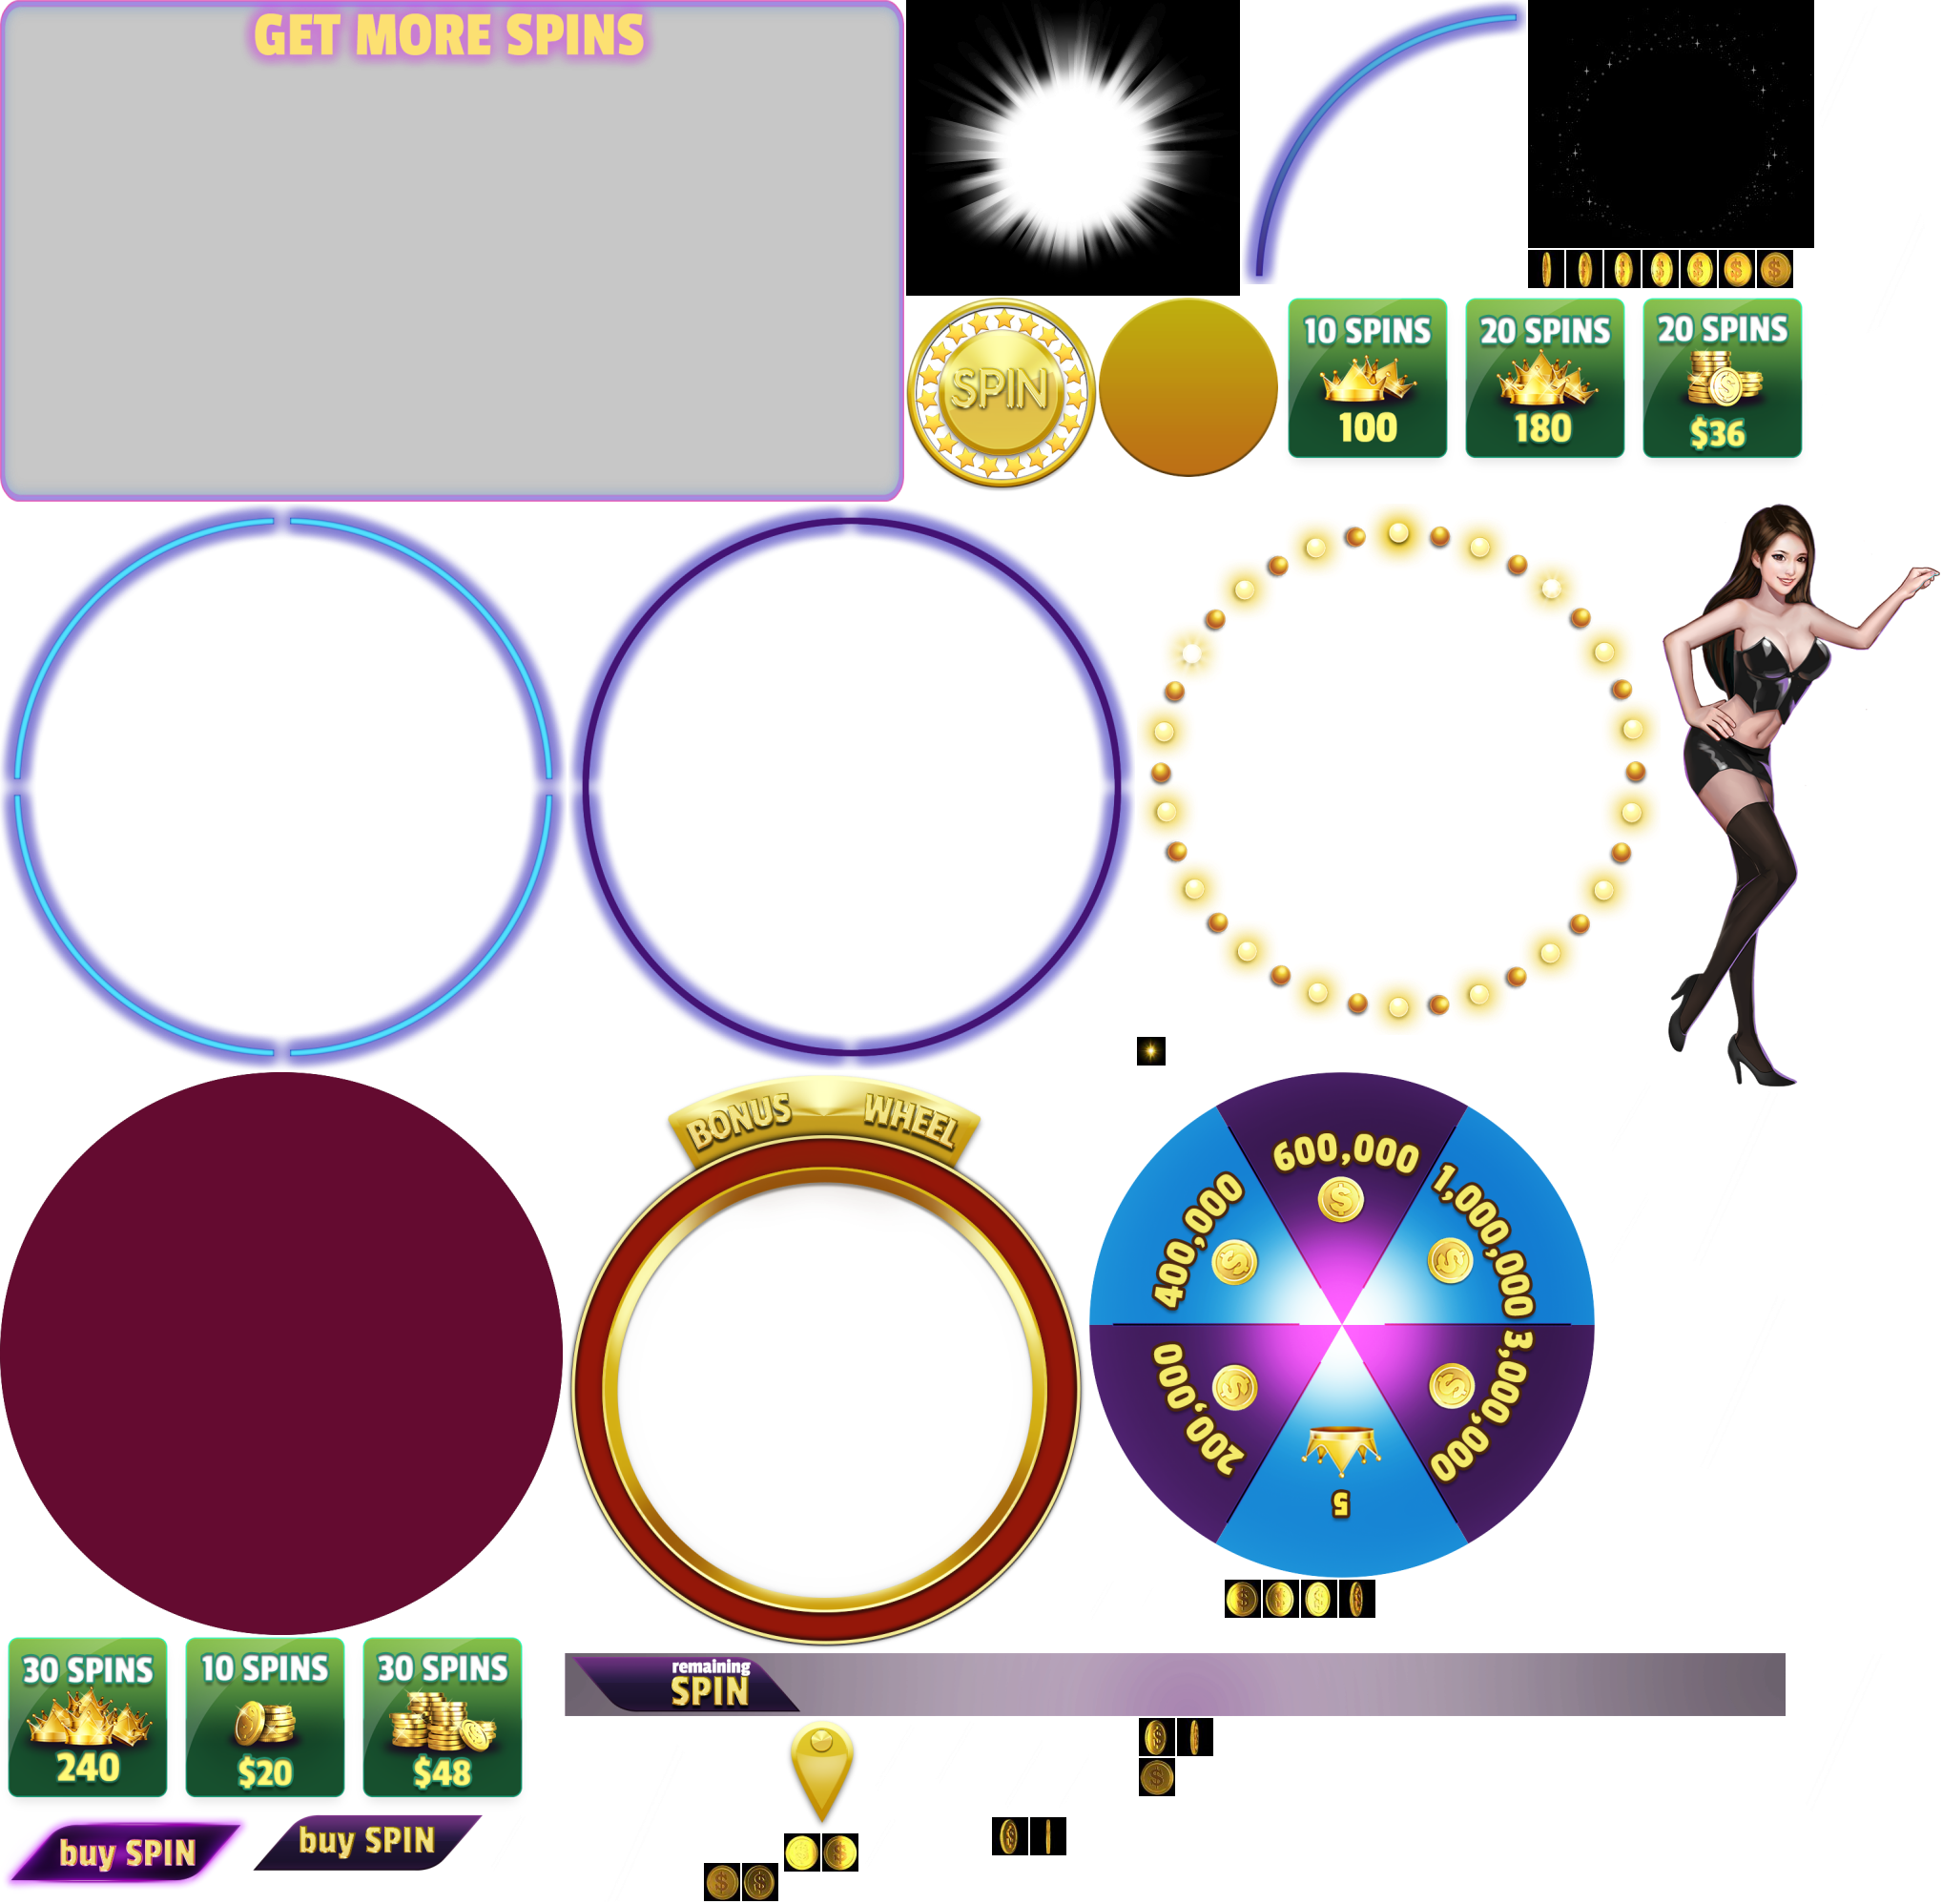 GET MORE SPINS
SPIN
10 SPINS
100
20 SPINS
180
20 SPINS
$36
BONUS WHEEL
600,000
1,000,000
3,000,000
5
200,000
400,000
30 SPINS
240
10 SPINS
$20
30 SPINS
$48
remaining
SPIN
buy SPIN
buy SPIN